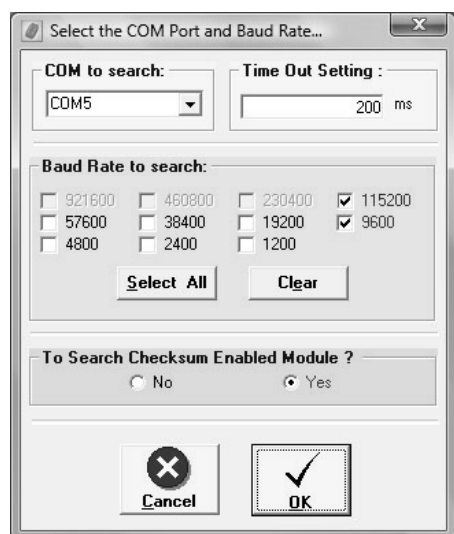 Select the COM Port and Baud Rate...
COM to search: Time Out Setting :
COM5 200 ms
Baud Rate to search:
921600 460800 230400 115200
57600 38400 19200 9600
4800 2400 1200
Select All Clear
To Search Checksum Enabled Module ?
No Yes
Cancel OK